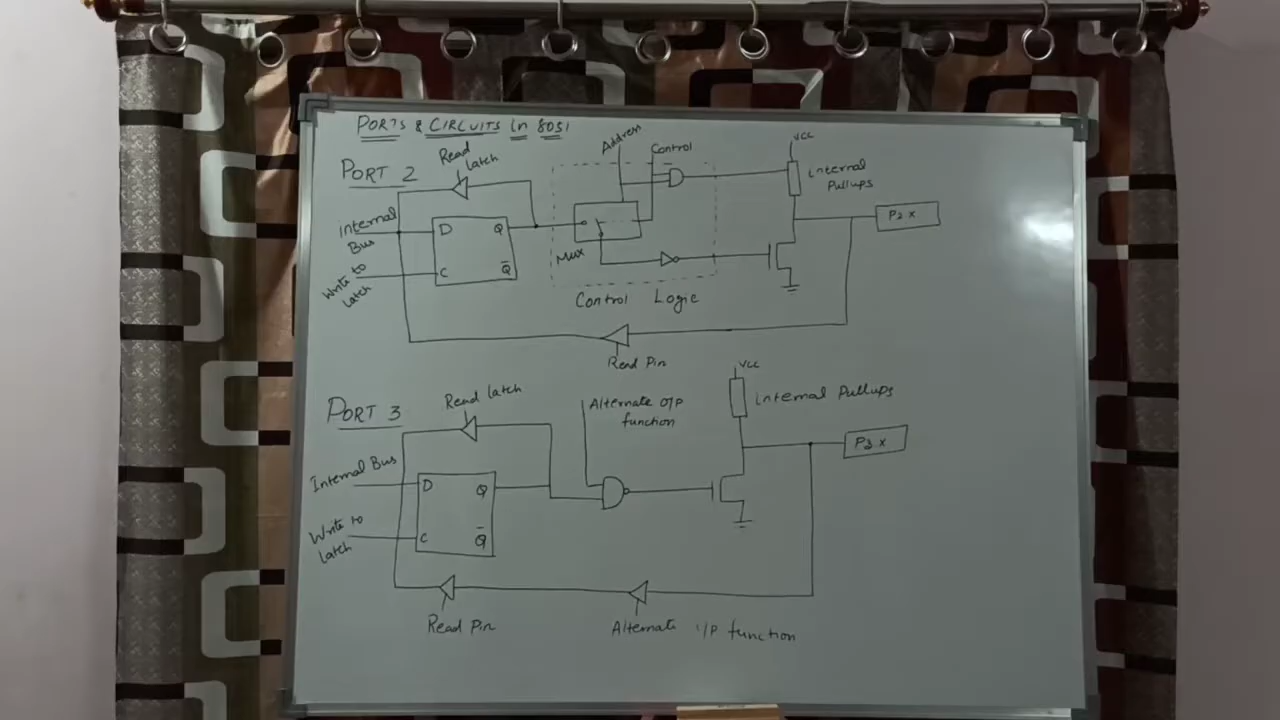 PORTS & CIRCUITS In 8051
PORT 2
Read
Latch
Address
Control
VCC
Internal
Pullups
Internal
Bus
D
Q
P2 x
Write to
Latch
C
Q̅
Mux
Control Logic
Read Pin
PORT 3
Read Latch
Alternate O/P
function
VCC
Internal Pullups
P3 x
Internal Bus
D
Q
Write to
Latch
C
Q̅
Read Pin
Alternate i/P function